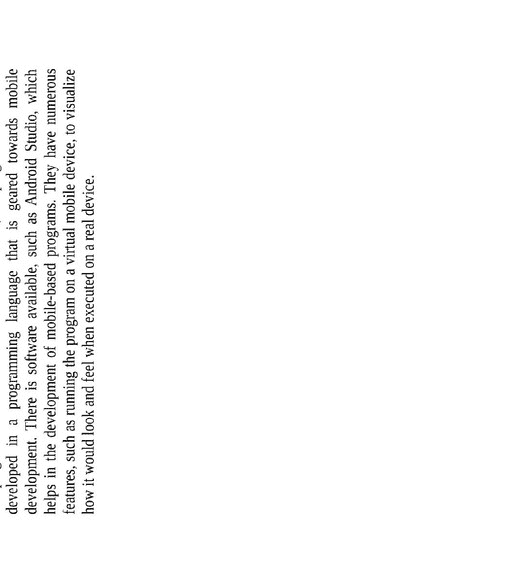 developed in a programming language that is geared towards mobile
development. There is software available, such as Android Studio, which
helps in the development of mobile-based programs. They have numerous
features, such as running the program on a virtual mobile device, to visualize
how it would look and feel when executed on a real device.